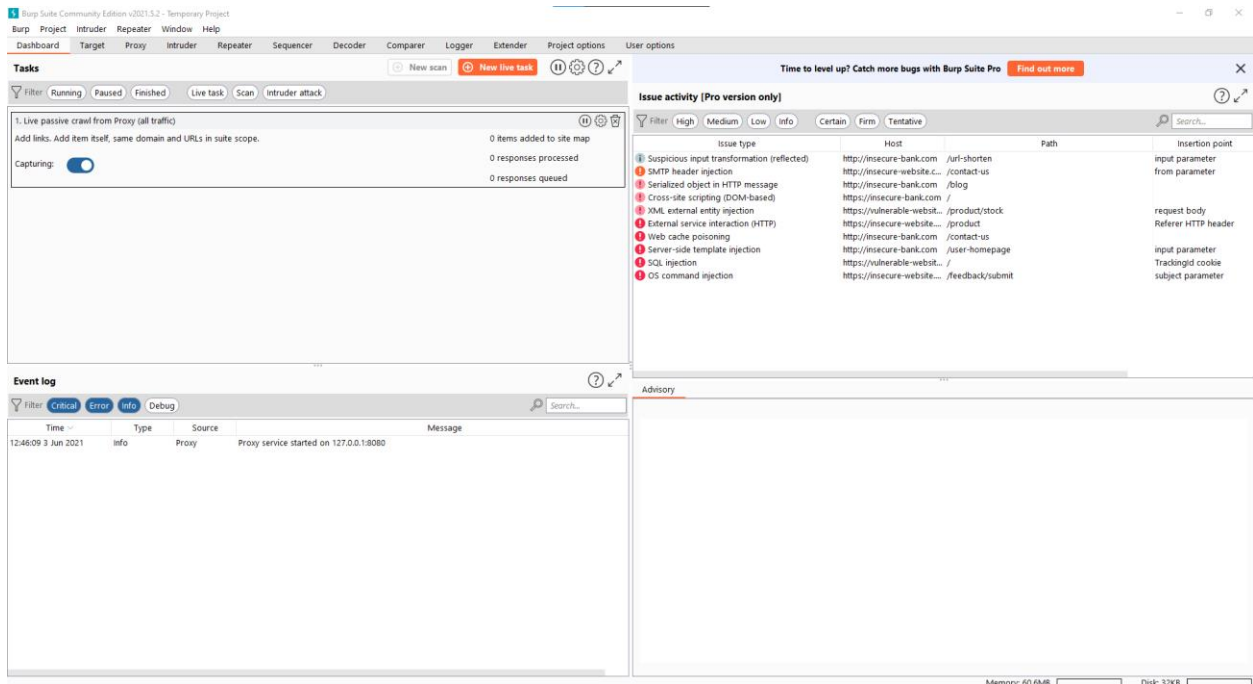 Burp Suite Community Edition v2021.5.2 - Temporary Project
Burp Project Intruder Repeater Window Help
Dashboard Target Proxy Intruder Repeater Sequencer Decoder Comparer Logger Extender Project options User options
Tasks
New scan
New live task
Filter Running Paused Finished Live task Scan Intruder attack
1. Live passive crawl from Proxy (all traffic)
Add links. Add item itself, same domain and URLs in suite scope.
0 items added to site map
Capturing:
0 responses processed
0 responses queued
Event log
Filter Critical Error Info Debug
Search...
Time Type Source Message
12:46:09 3 Jun 2021 Info Proxy Proxy service started on 127.0.0.1:8080
Time to level up? Catch more bugs with Burp Suite Pro Find out more
Issue activity [Pro version only]
Filter High Medium Low Info Certain Firm Tentative
Search...
Issue type Host Path Insertion point
Suspicious input transformation (reflected) http://insecure-bank.com /url-shorten input parameter
SMTP header injection http://insecure-website.c... /contact-us from parameter
Serialized object in HTTP message http://insecure-bank.com /blog
Cross-site scripting (DOM-based) https://insecure-bank.com /
XML external entity injection https://vulnerable-websit... /product/stock request body
External service interaction (HTTP) https://insecure-website.... /product Referer HTTP header
Web cache poisoning http://insecure-bank.com /contact-us
Server-side template injection http://insecure-bank.com /user-homepage input parameter
SQL injection https://vulnerable-websit... / TrackingId cookie
OS command injection https://insecure-website.... /feedback/submit subject parameter
Advisory
Memory: 60.6MB Disk: 32KB